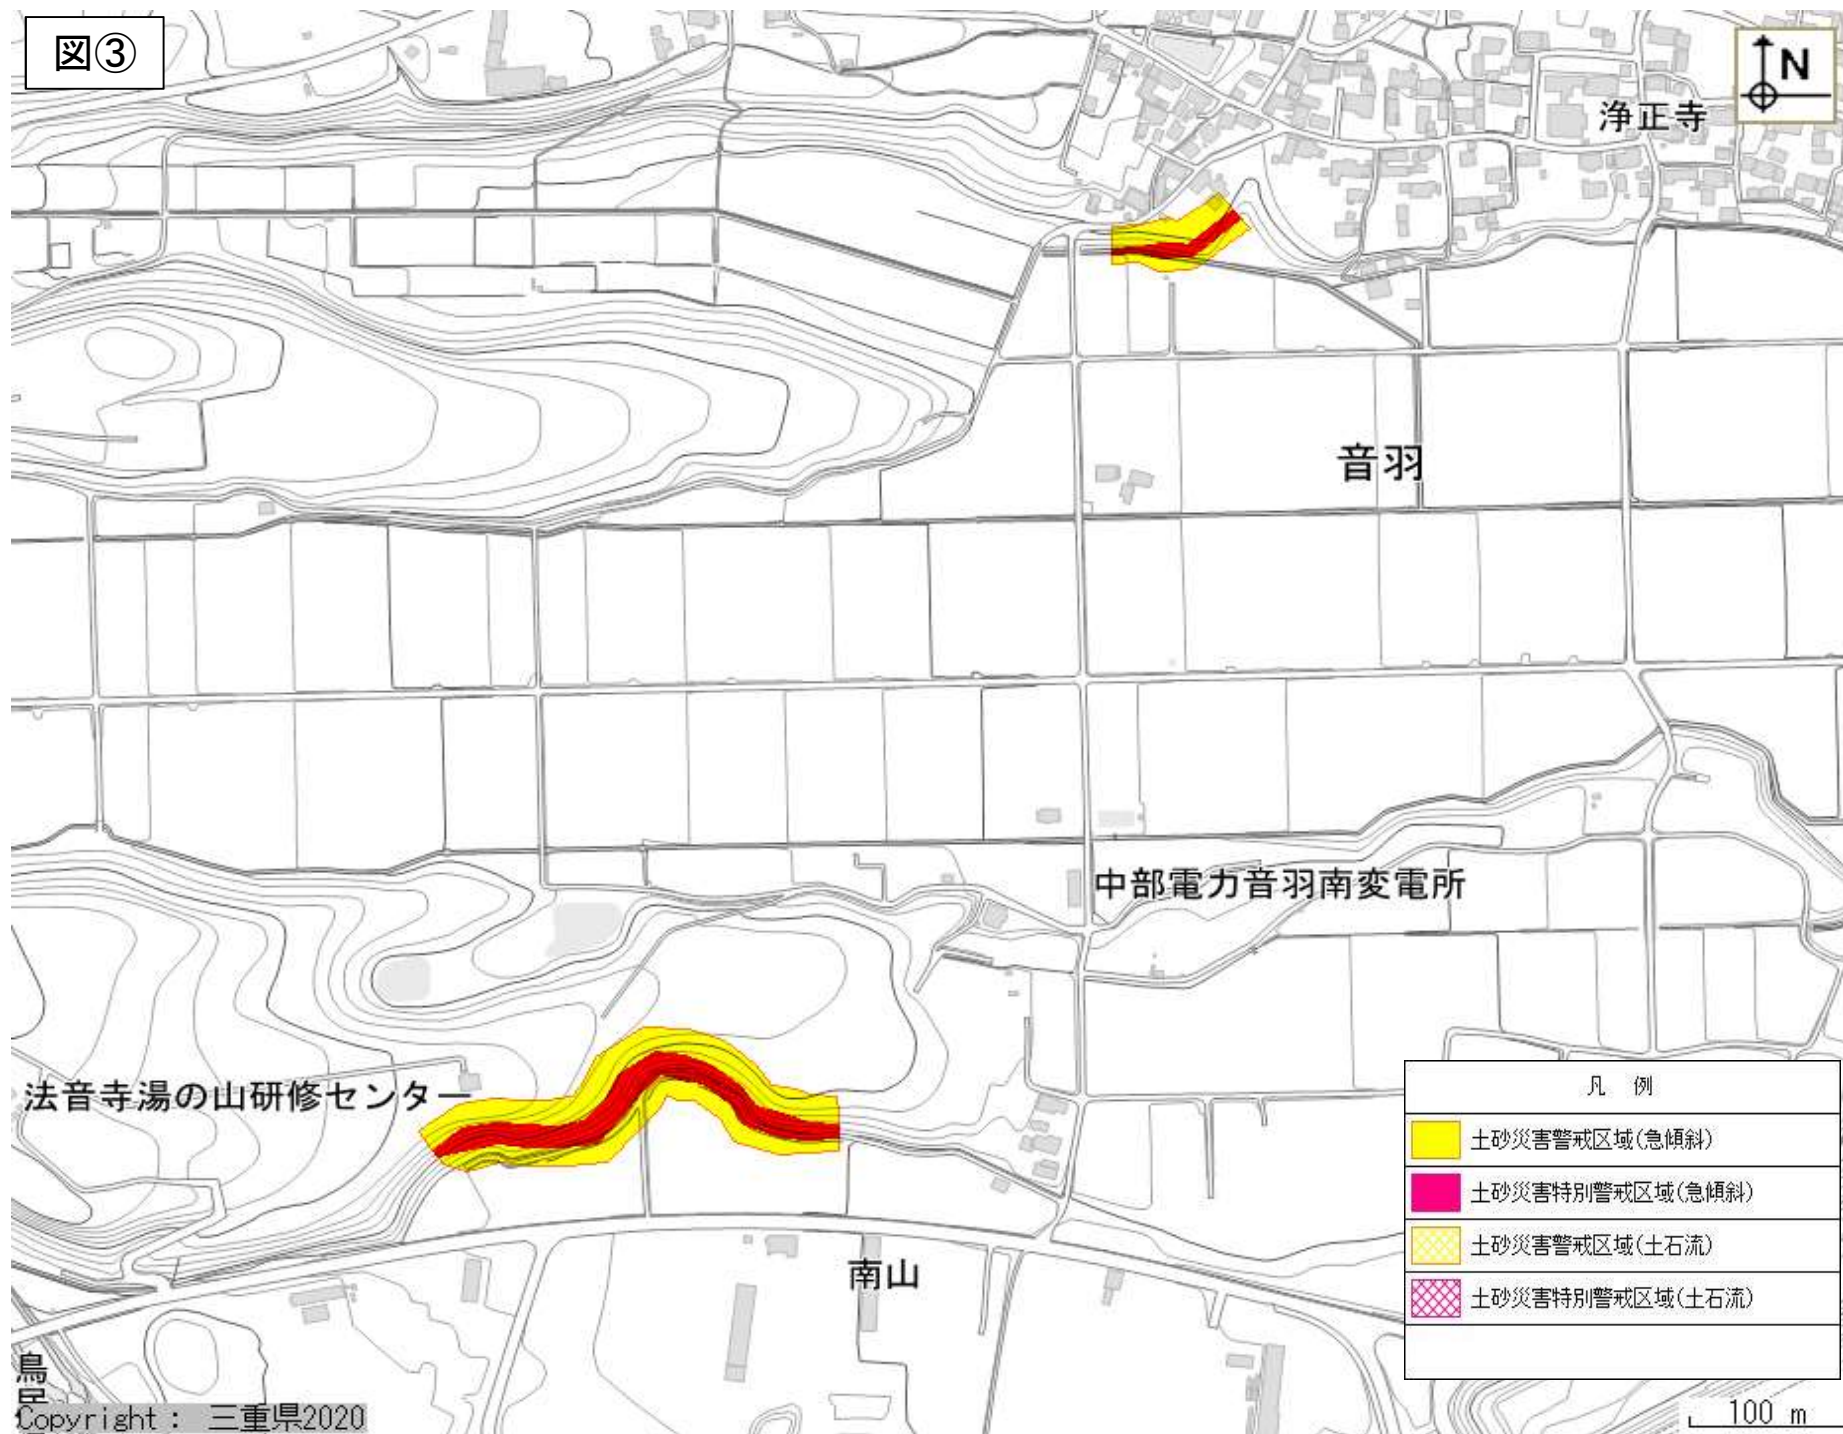 図③
N
浄正寺
音羽
中部電力音羽南変電所
法音寺湯の山研修センター
凡 例
土砂災害警戒区域(急傾斜)
土砂災害特別警戒区域(急傾斜)
土砂災害警戒区域(土石流)
土砂災害特別警戒区域(土石流)
南山
鳥居
Copyright : 三重県2020
100 m